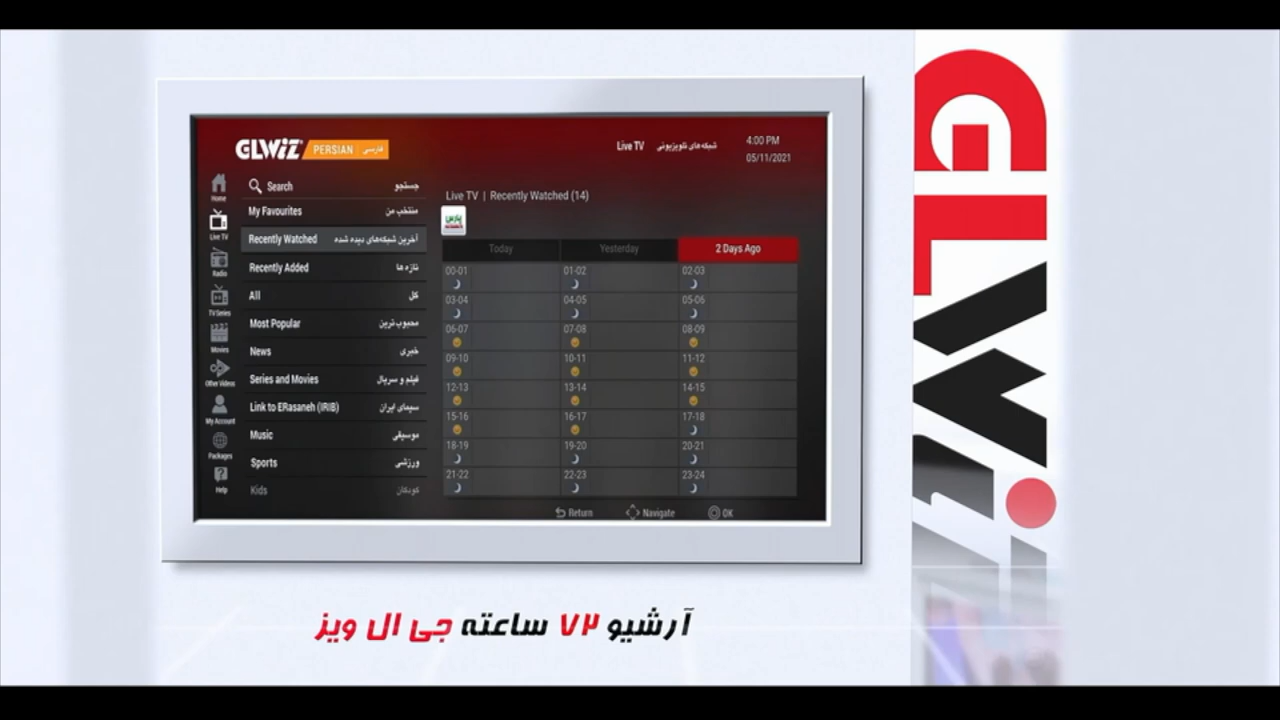 GLWiZ PERSIAN | فارسی
Live TV شبکه‌های تلویزیونی
4:00 PM
05/11/2021
Home
Live TV
Radio
TV Series
Movies
Other Videos
My Account
Packages
Help
Search جستجو
My Favourites منتخب من
Recently Watched آخرین شبکه‌های دیده شده
Recently Added تازه ها
All کل
Most Popular محبوب‌ترین
News خبری
Series and Movies فیلم و سریال
Link to ERasaneh (IRIB) سیمای ایران
Music موسیقی
Sports ورزشی
Kids کودکان
Live TV | Recently Watched (14)
پارس
Today Yesterday 2 Days Ago
00-01 01-02 02-03
03-04 04-05 05-06
06-07 07-08 08-09
09-10 10-11 11-12
12-13 13-14 14-15
15-16 16-17 17-18
18-19 19-20 20-21
21-22 22-23 23-24
Return Navigate OK
GLWiZ
آرشیو ۷۲ ساعته جی ال ویز